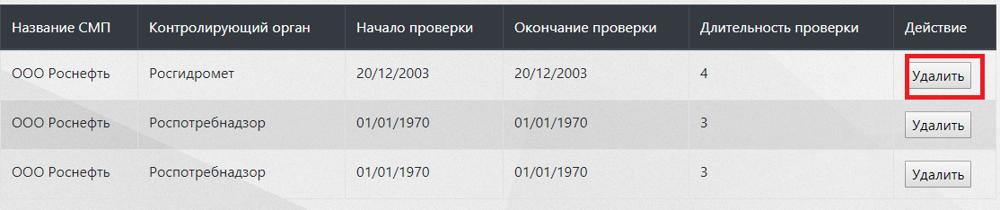 Название СМП Контролирующий орган Начало проверки Окончание проверки Длительность проверки Действие
ООО Роснефть Росгидромет 20/12/2003 20/12/2003 4 Удалить
ООО Роснефть Роспотребнадзор 01/01/1970 01/01/1970 3 Удалить
ООО Роснефть Роспотребнадзор 01/01/1970 01/01/1970 3 Удалить